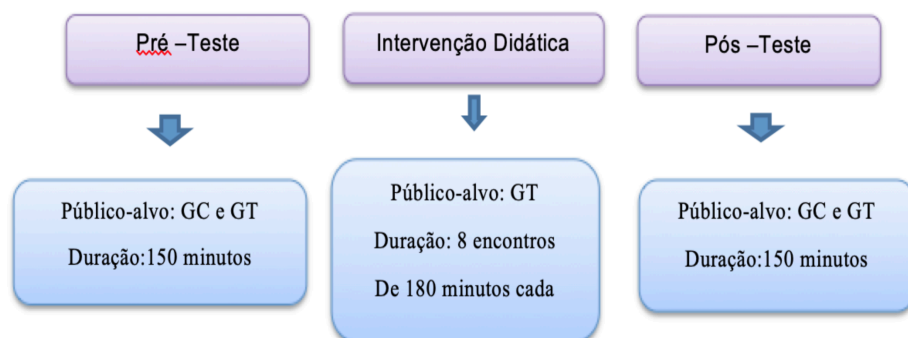 Pré –Teste
Público-alvo: GC e GT
Duração:150 minutos
Intervenção Didática
Público-alvo: GT
Duração: 8 encontros
De 180 minutos cada
Pós –Teste
Público-alvo: GC e GT
Duração:150 minutos